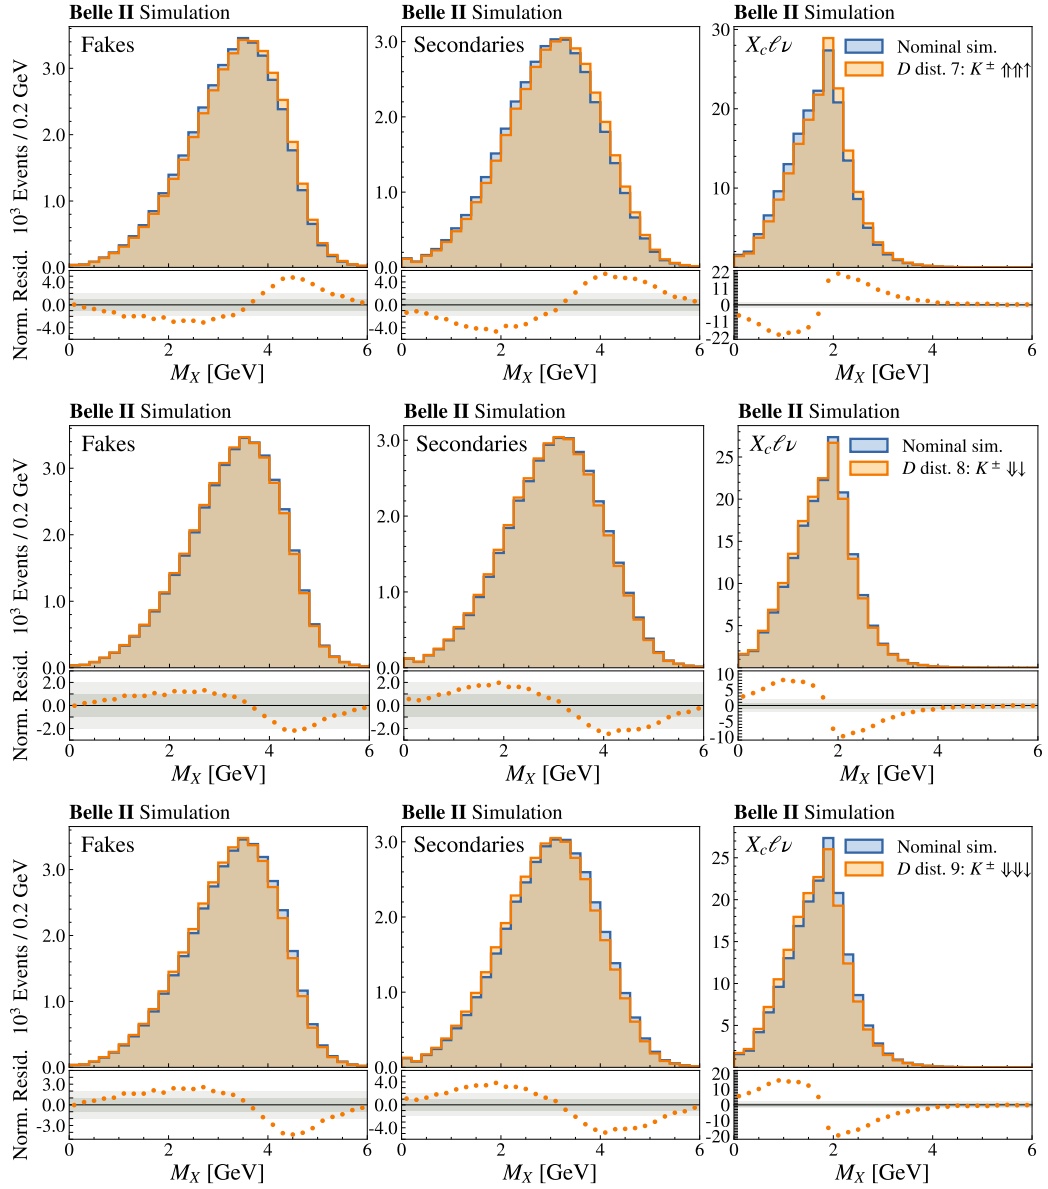 Belle II Simulation Belle II Simulation Belle II Simulation
Fakes Secondaries X_cℓν
Nominal sim.
D dist. 7: K± ⇑⇑↑
10³ Events / 0.2 GeV
3.0 3.0 30
2.0 2.0 20
1.0 1.0 10
0.0 0.0
Norm. Resid.
4.0 4.0 22
11
0.0 0.0 0
-11
-4.0 -4.0 -22
0 2 4 6 0 2 4 6 0 2 4 6
M_X [GeV] M_X [GeV] M_X [GeV]
Belle II Simulation Belle II Simulation Belle II Simulation
Fakes Secondaries X_cℓν
Nominal sim.
D dist. 8: K± ⇓↓
10³ Events / 0.2 GeV
25
3.0 3.0 20
2.0 2.0 15
1.0 1.0 10
5
0.0 0.0
Norm. Resid.
2.0 2.0 10
5
0.0 0.0 0
-5
-2.0 -2.0 -10
0 2 4 6 0 2 4 6 0 2 4 6
M_X [GeV] M_X [GeV] M_X [GeV]
Belle II Simulation Belle II Simulation Belle II Simulation
Fakes Secondaries X_cℓν
Nominal sim.
D dist. 9: K± ⇓⇓↓
10³ Events / 0.2 GeV
25
3.0 3.0 20
2.0 2.0 15
1.0 1.0 10
5
0.0 0.0
Norm. Resid.
3.0 4.0 20
10
0.0 0.0 0
-10
-3.0 -4.0 -20
0 2 4 6 0 2 4 6 0 2 4 6
M_X [GeV] M_X [GeV] M_X [GeV]